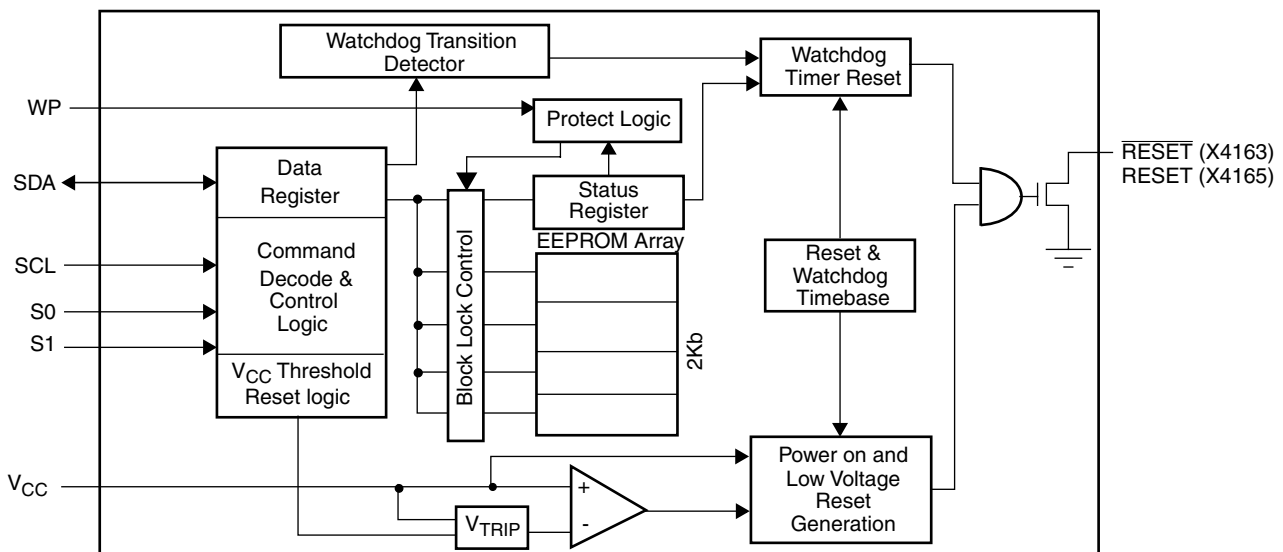 Watchdog Transition
Detector
Watchdog
Timer Reset
WP
Protect Logic
SDA
Data
Register
Status
Register
RESET (X4163)
RESET (X4165)
EEPROM Array
SCL
Command
Decode &
Control
Logic
S0
S1
Block Lock Control
2Kb
Reset &
Watchdog
Timebase
VCC Threshold
Reset logic
VCC
+
-
VTRIP
Power on and
Low Voltage
Reset
Generation